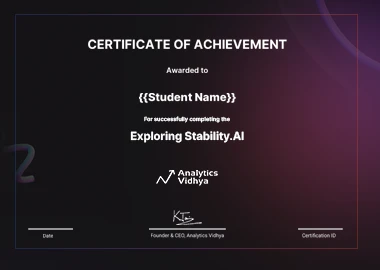 CERTIFICATE OF ACHIEVEMENT
Awarded to
{{Student Name}}
For successfully completing the
Exploring Stability.AI
Analytics
Vidhya
Date
Founder & CEO, Analytics Vidhya
Certification ID